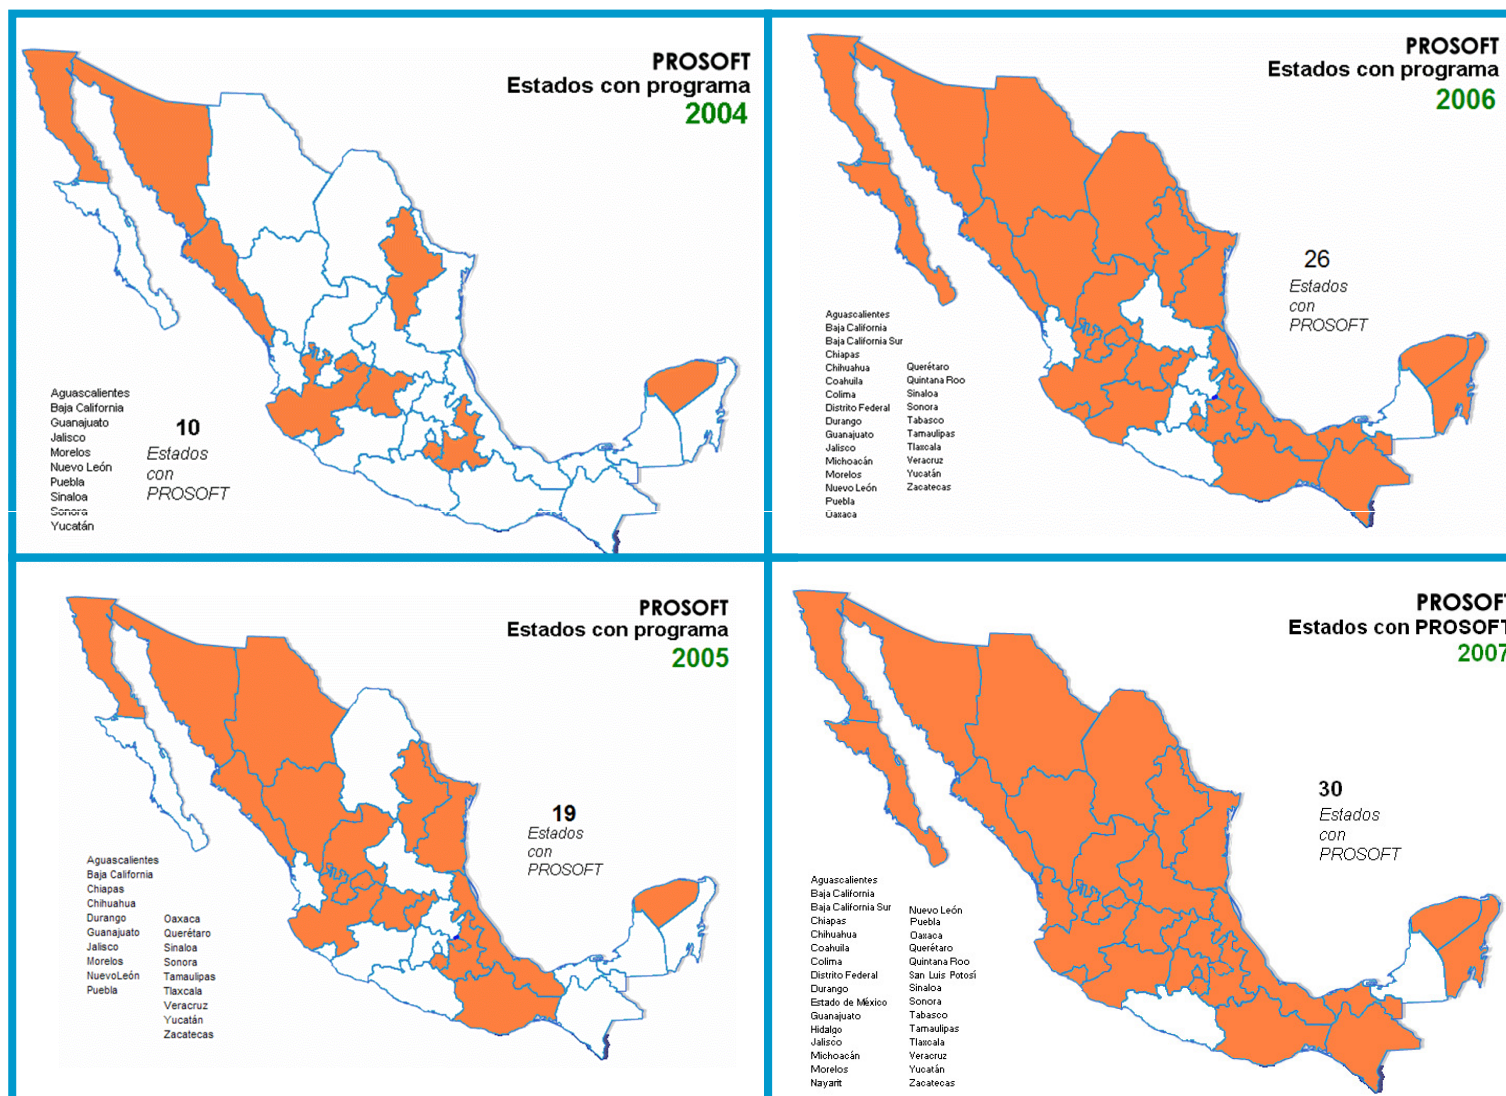 PROSOFT
Estados con programa
2004
Aguascalientes
Baja California
Guanajuato
Jalisco
Morelos
Nuevo León
Puebla
Sinaloa
Sonora
Yucatán
10
Estados
con
PROSOFT
PROSOFT
Estados con programa
2006
26
Estados
con
PROSOFT
Aguascalientes
Baja California
Baja California Sur
Chiapas
Chihuahua
Coahuila
Colima
Distrito Federal
Durango
Guanajuato
Jalisco
Michoacán
Morelos
Nuevo León
Puebla
Oaxaca
Querétaro
Quintana Roo
Sinaloa
Sonora
Tabasco
Tamaulipas
Tlaxcala
Veracruz
Yucatán
Zacatecas
PROSOFT
Estados con programa
2005
19
Estados
con
PROSOFT
Aguascalientes
Baja California
Chiapas
Chihuahua
Durango
Guanajuato
Jalisco
Morelos
NuevoLeón
Puebla
Oaxaca
Querétaro
Sinaloa
Sonora
Tamaulipas
Tlaxcala
Veracruz
Yucatán
Zacatecas
PROSOFT
Estados con PROSOFT
2007
30
Estados
con
PROSOFT
Aguascalientes
Baja California
Baja California Sur
Chiapas
Chihuahua
Coahuila
Colima
Distrito Federal
Durango
Estado de México
Guanajuato
Hidalgo
Jalisco
Michoacán
Morelos
Nayarit
Nuevo León
Puebla
Oaxaca
Querétaro
Quintana Roo
San Luis Potosí
Sinaloa
Sonora
Tabasco
Tamaulipas
Tlaxcala
Veracruz
Yucatán
Zacatecas